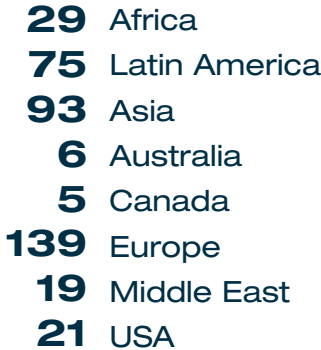 29 Africa
75 Latin America
93 Asia
6 Australia
5 Canada
139 Europe
19 Middle East
21 USA